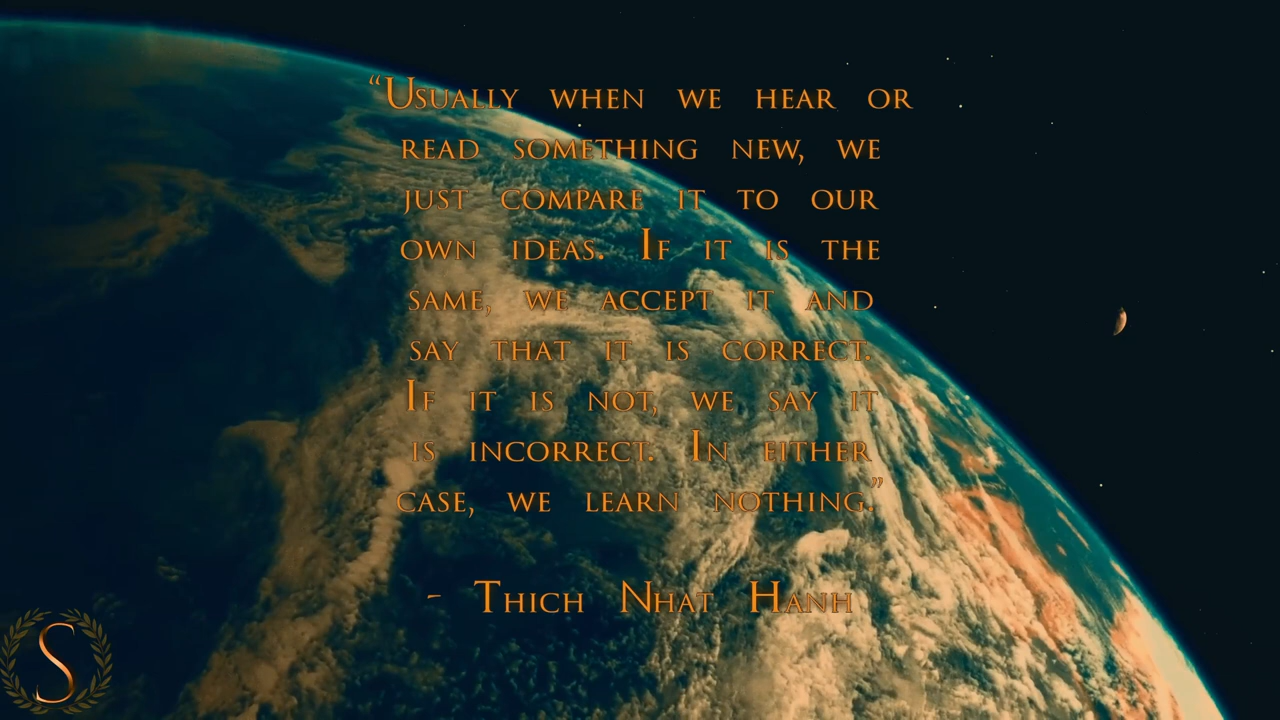 “Usually when we hear or
read something new, we
just compare it to our
own ideas. If it is the
same, we accept it and
say that it is correct.
If it is not, we say it
is incorrect. In either
case, we learn nothing.”
- Thich Nhat Hanh
S